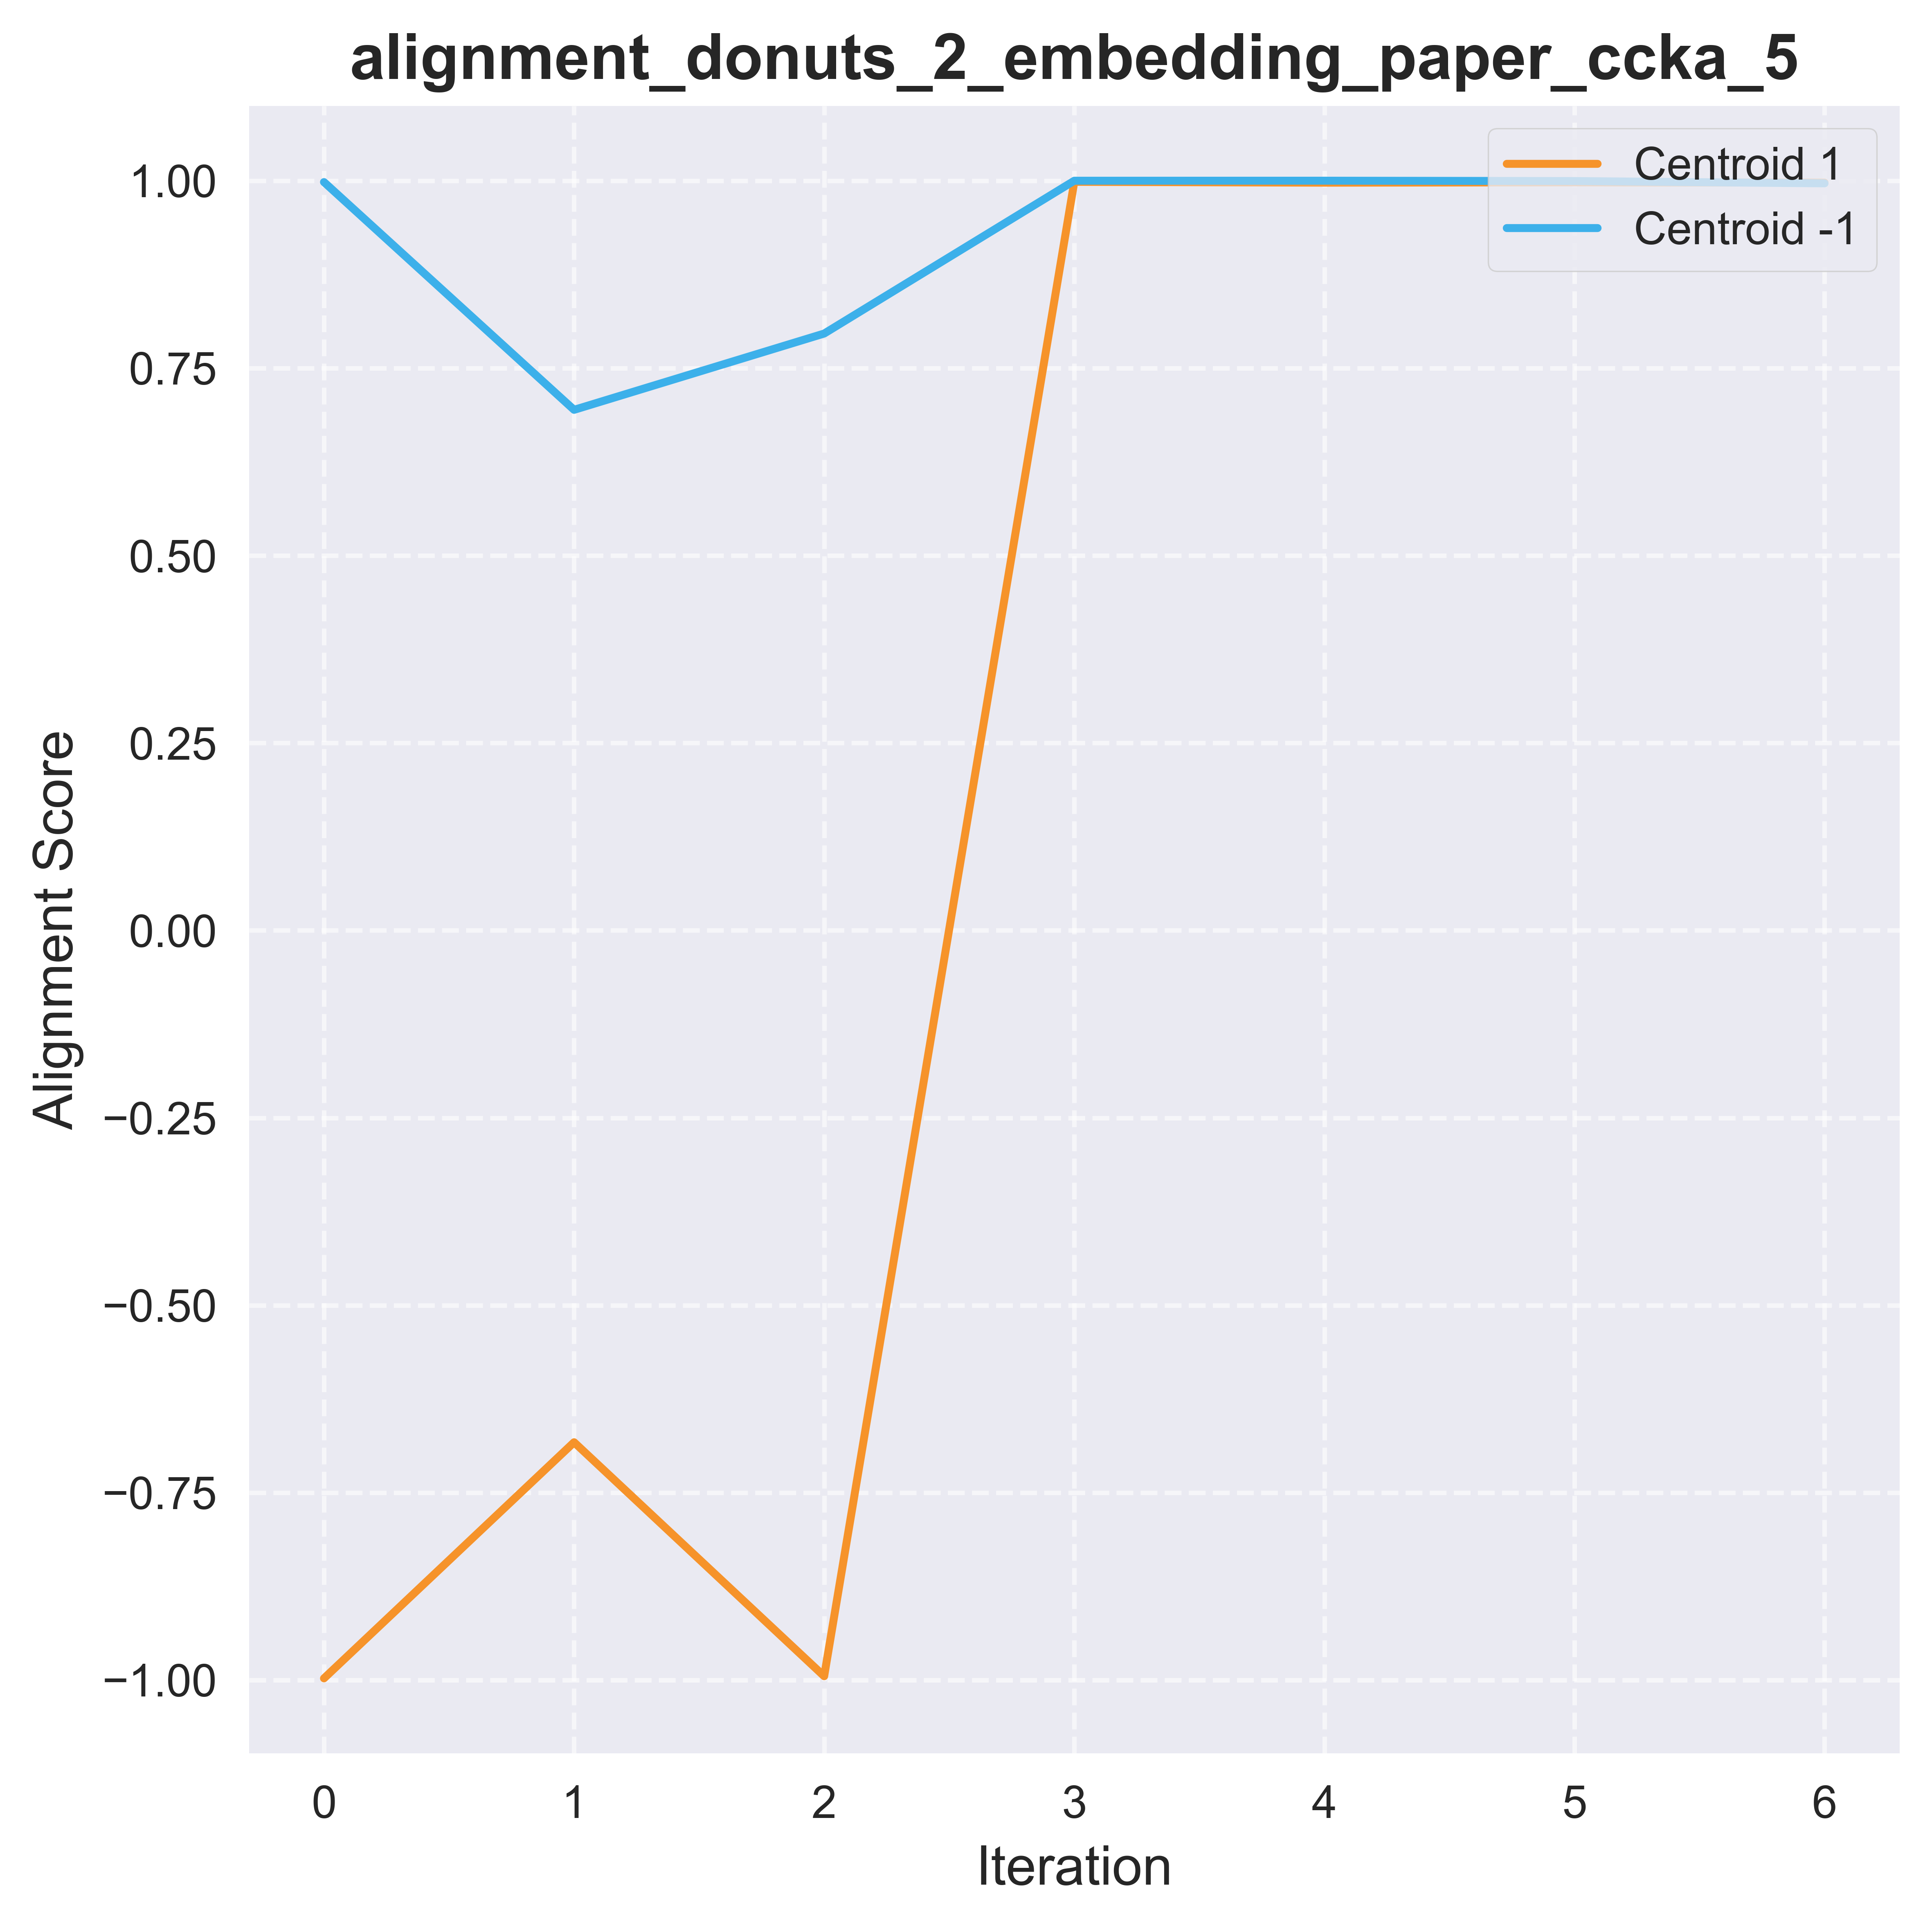 alignment_donuts_2_embedding_paper_ccka_5
Centroid 1
Centroid -1
1.00
0.75
0.50
0.25
0.00
−0.25
−0.50
−0.75
−1.00
Alignment Score
0 1 2 3 4 5 6
Iteration